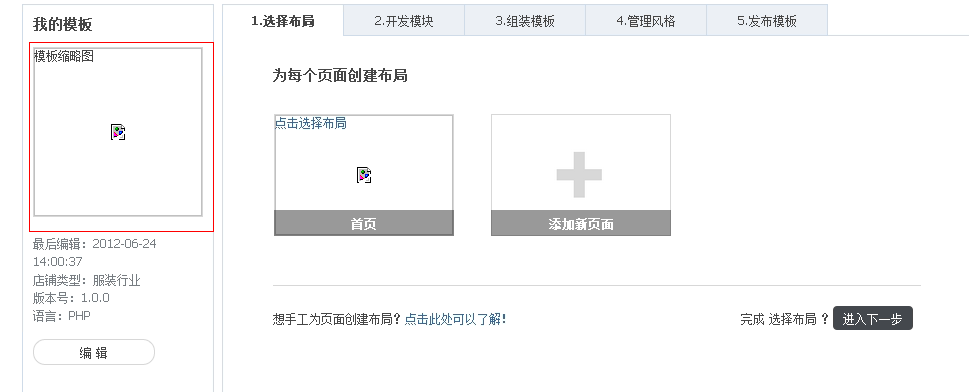 我的模板
模板缩略图
最后编辑：2012-06-24
14:00:37
店铺类型：服装行业
版本号：1.0.0
语言：PHP
编 辑
1.选择布局
2.开发模块
3.组装模板
4.管理风格
5.发布模板
为每个页面创建布局
点击选择布局
首页
添加新页面
想手工为页面创建布局？点击此处可以了解！
完成 选择布局 ？ 进入下一步